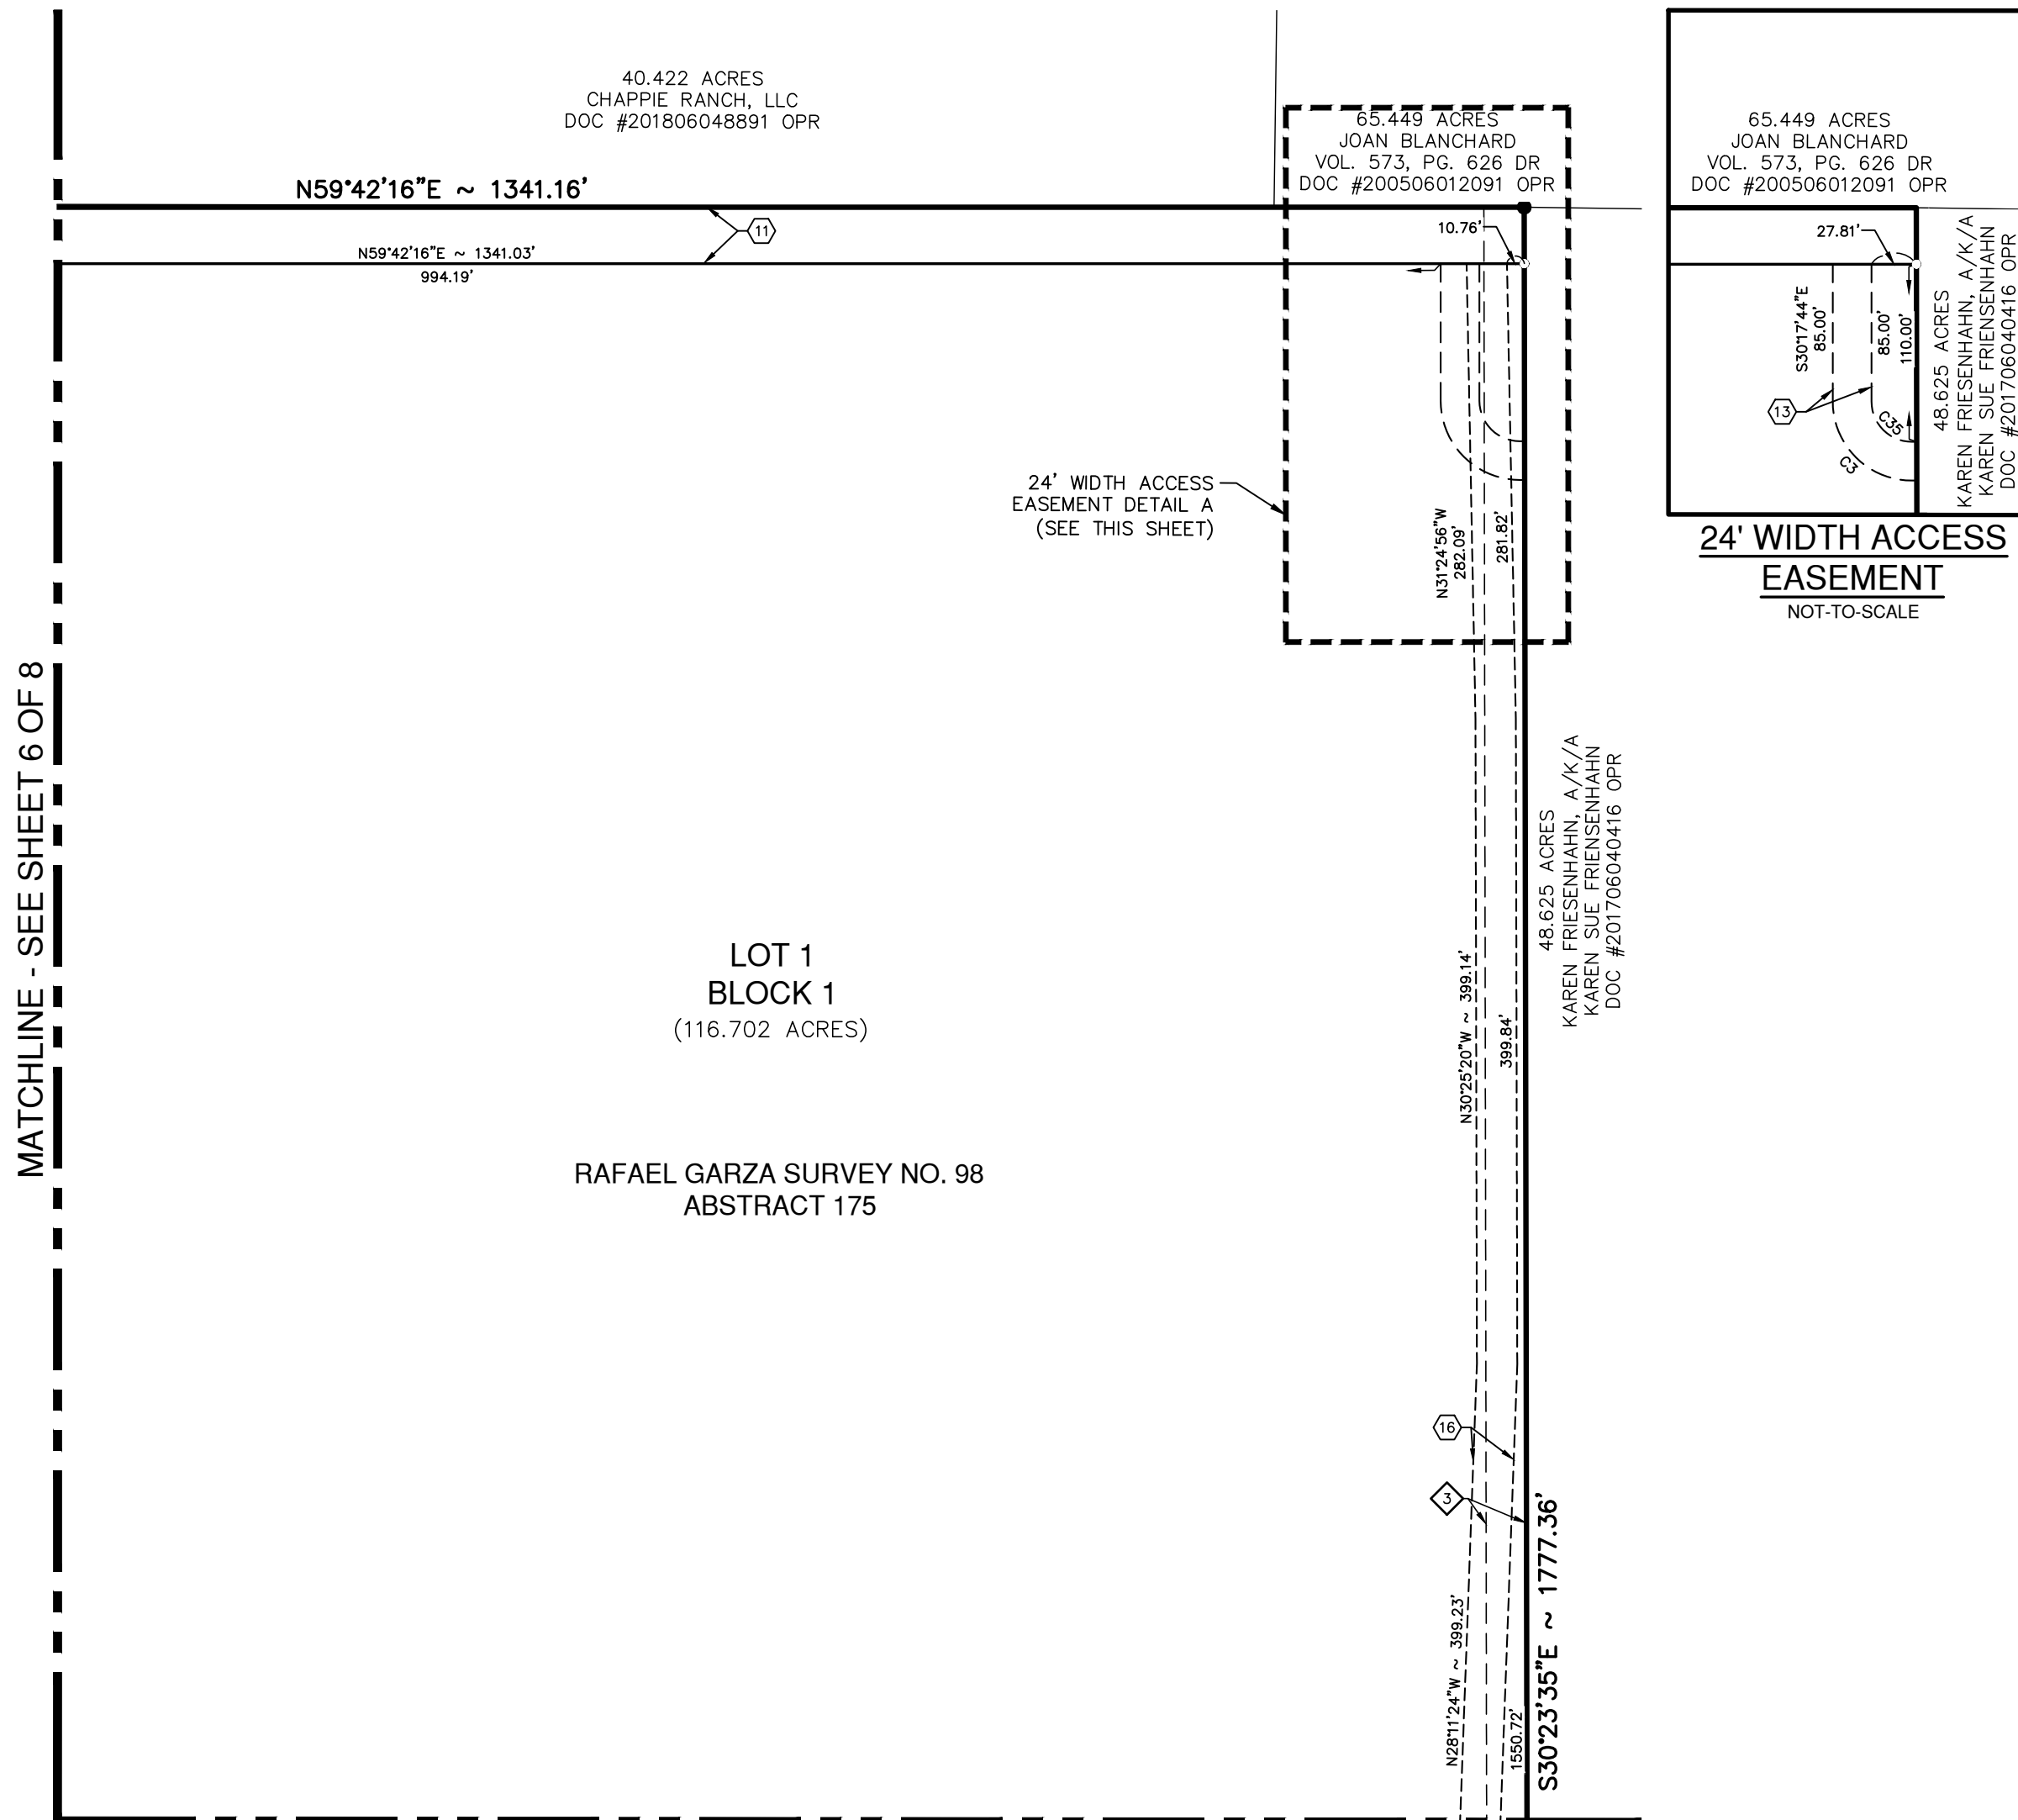 40.422 ACRES
CHAPPIE RANCH, LLC
DOC #201806048891 OPR
65.449 ACRES
JOAN BLANCHARD
VOL. 573, PG. 626 DR
DOC #200506012091 OPR
65.449 ACRES
JOAN BLANCHARD
VOL. 573, PG. 626 DR
DOC #200506012091 OPR
N59°42'16"E ~ 1341.16'
11
N59°42'16"E ~ 1341.03'
994.19'
10.76'
27.81'
S30°17'44"E
85.00'
85.00'
110.00'
13
C35
C3
48.625 ACRES
KAREN FRIESENHAHN, A/K/A
KAREN SUE FRIENSENHAHN
DOC #201706040416 OPR
24' WIDTH ACCESS
EASEMENT
NOT-TO-SCALE
24' WIDTH ACCESS
EASEMENT DETAIL A
(SEE THIS SHEET)
N31°24'56"W
282.09'
281.82'
MATCHLINE - SEE SHEET 6 OF 8
48.625 ACRES
KAREN FRIESENHAHN, A/K/A
KAREN SUE FRIENSENHAHN
DOC #201706040416 OPR
LOT 1
BLOCK 1
(116.702 ACRES)
N30°25'20"W ~ 399.14'
399.84'
RAFAEL GARZA SURVEY NO. 98
ABSTRACT 175
16
3
N28°11'24"W ~ 399.23'
1550.72'
S30°23'35"E ~ 1777.36'